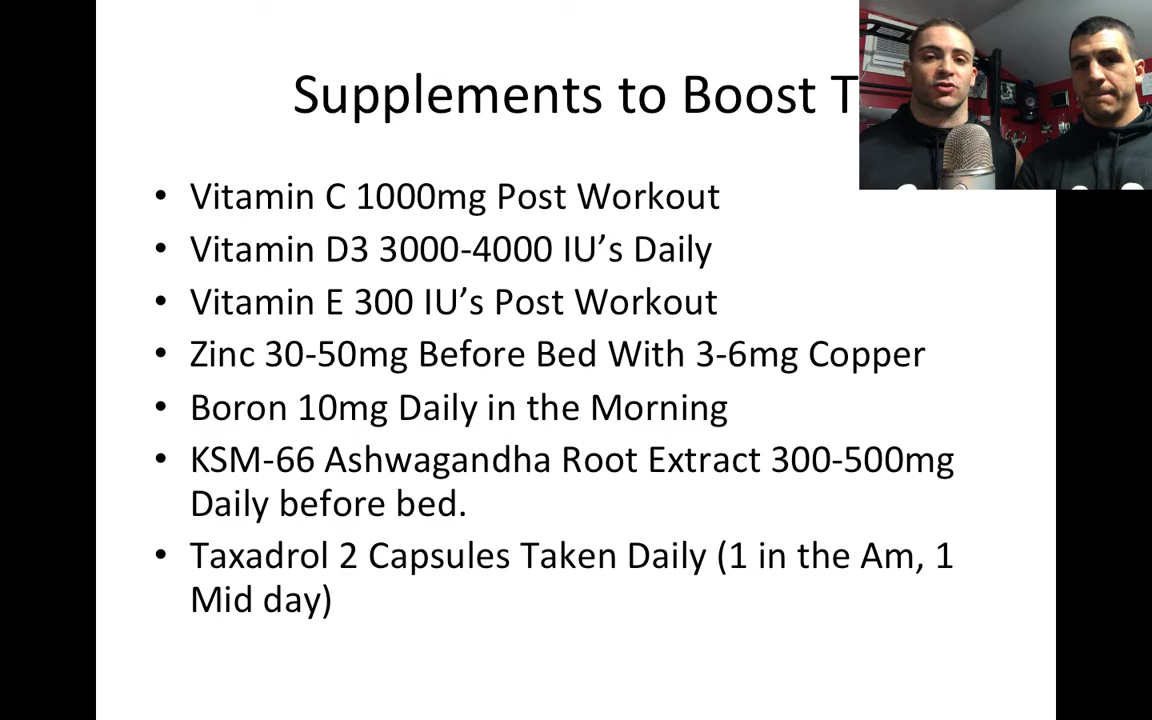 Supplements to Boost T
• Vitamin C 1000mg Post Workout
• Vitamin D3 3000-4000 IU’s Daily
• Vitamin E 300 IU’s Post Workout
• Zinc 30-50mg Before Bed With 3-6mg Copper
• Boron 10mg Daily in the Morning
• KSM-66 Ashwagandha Root Extract 300-500mg
Daily before bed.
• Taxadrol 2 Capsules Taken Daily (1 in the Am, 1
Mid day)